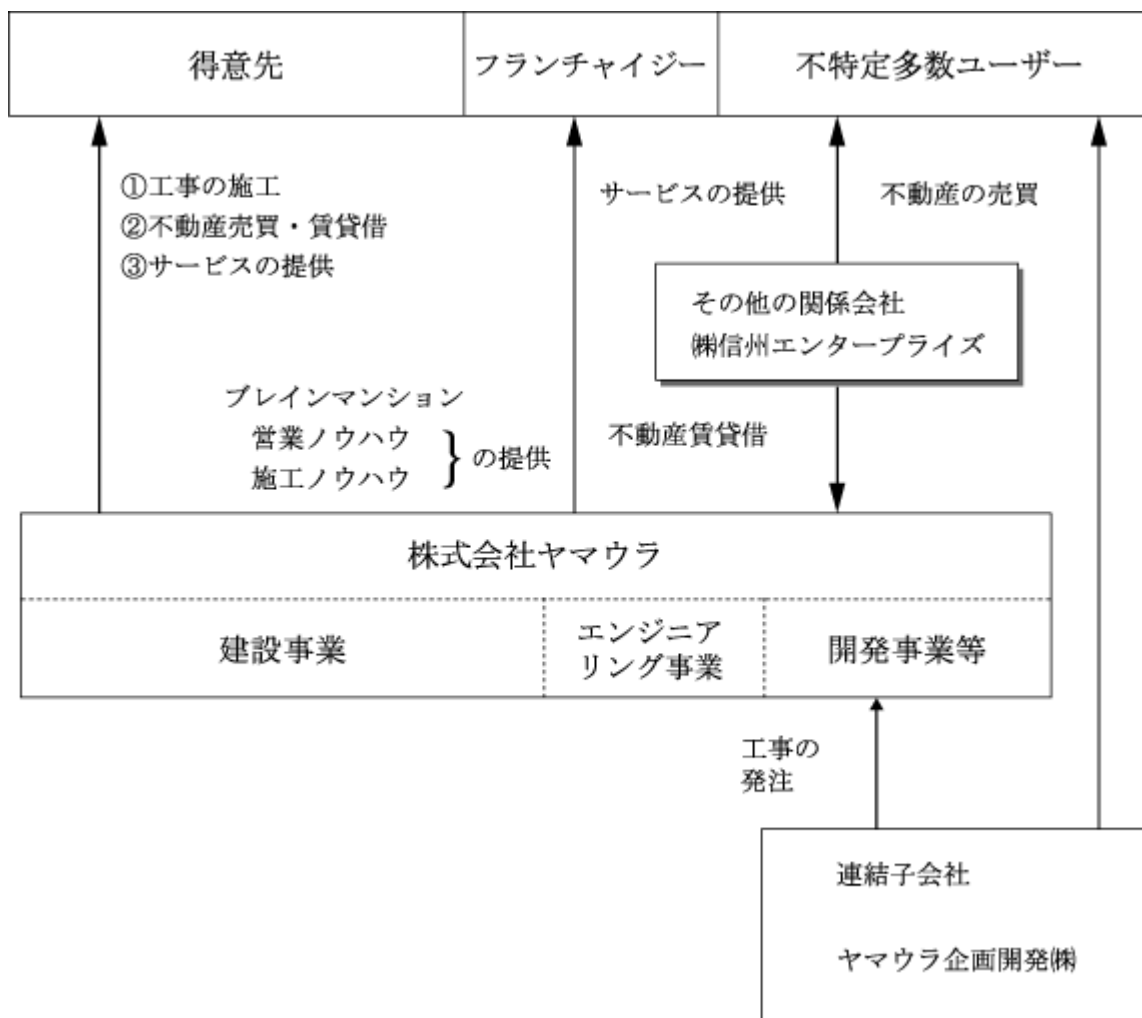 得意先
フランチャイジー
不特定多数ユーザー
①工事の施工
②不動産売買・賃貸借
③サービスの提供
サービスの提供
不動産の売買
その他の関係会社
㈱信州エンタープライズ
ブレインマンション
営業ノウハウ
施工ノウハウ
}の提供
不動産賃貸借
株式会社ヤマウラ
建設事業
エンジニア
リング事業
開発事業等
工事の
発注
連結子会社
ヤマウラ企画開発㈱